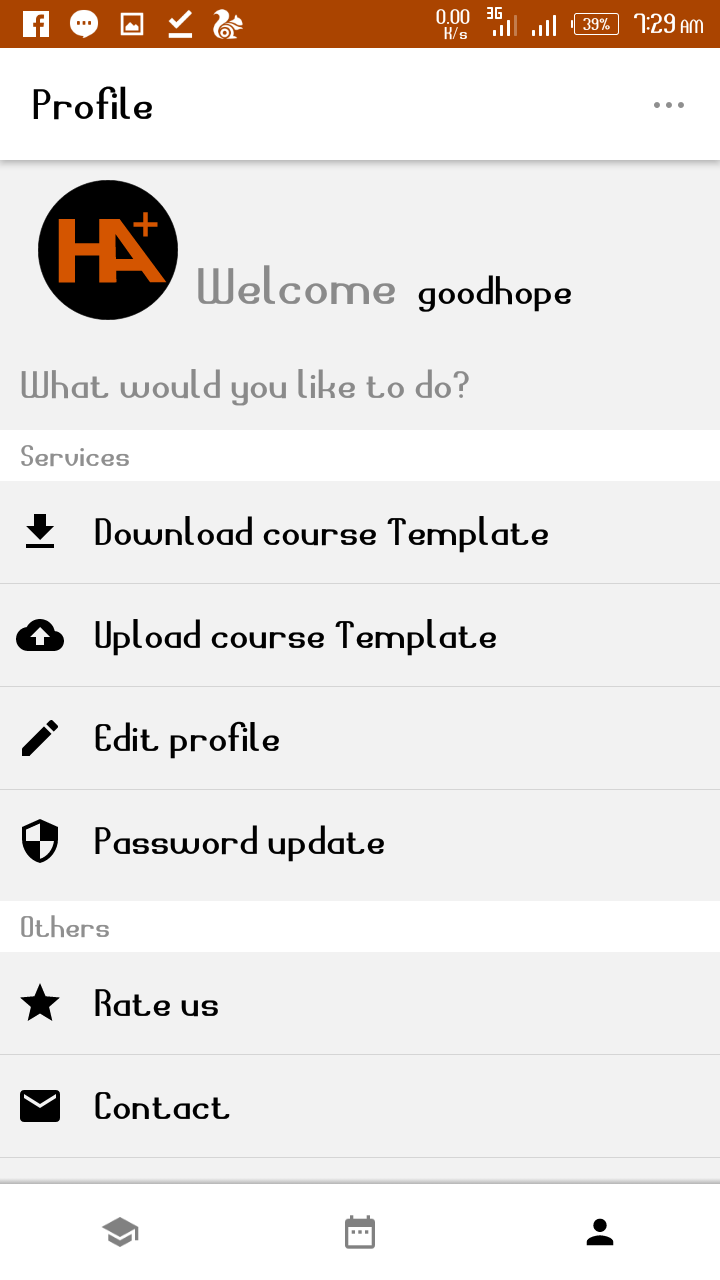 0.00 K/s 3G 39% 7:29 AM
Profile
HA+
Welcome goodhope
What would you like to do?
Services
Download course Template
Upload course Template
Edit profile
Password update
Others
Rate us
Contact